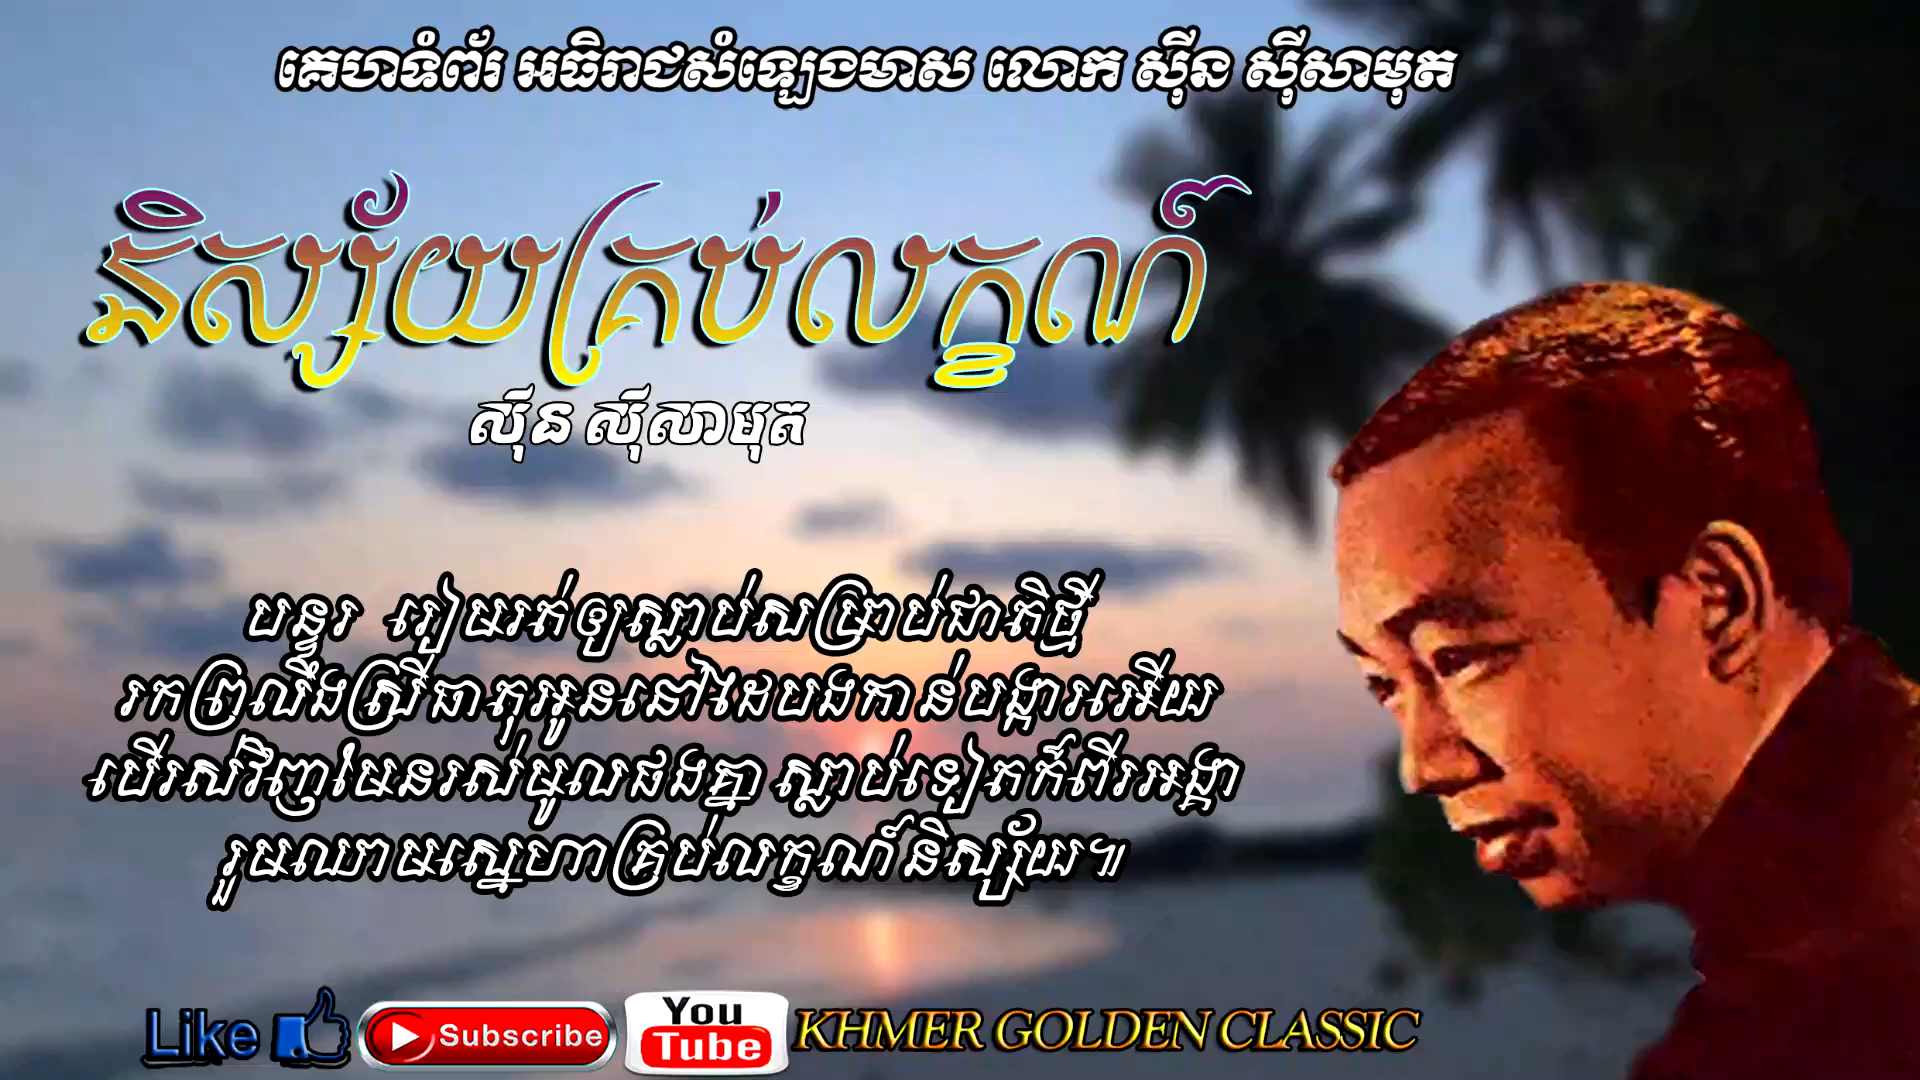 គេហទំព័រ អធិរាជសំឡេងមាស លោក ស៊ីន ស៊ីសាមុត
និស្ស័យគ្រប់លក្ខណ៍
ស៊ីន ស៊ីសាមុត
បន្ទរ រៀមរត់ឲ្យស្លាប់សម្រាប់ជាភិថ្មី
រកព្រលឹងស្រីធាតុអូននៅដៃបងកាន់បង្ការអើយ
បើរស់វិញមែនរស់មូលផងគ្នា ស្លាប់ទៀតក៏ពីរអង្គា
រួមឈាមស្នេហាគ្រប់លក្ខណ៍និស្ស័យ៕
Like Subscribe You Tube KHMER GOLDEN CLASSIC